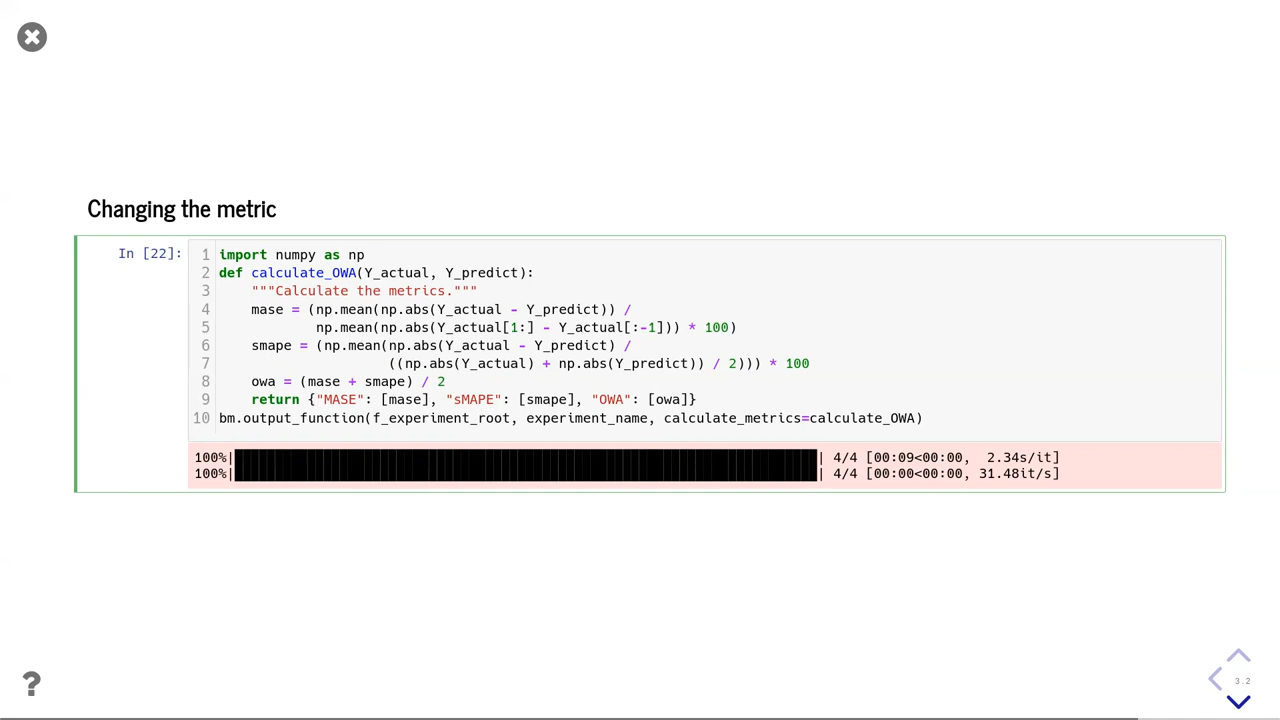 Changing the metric
In [22]:
1 import numpy as np
2 def calculate_OWA(Y_actual, Y_predict):
3     """Calculate the metrics."""
4     mase = (np.mean(np.abs(Y_actual - Y_predict)) /
5             np.mean(np.abs(Y_actual[1:] - Y_actual[:-1])) * 100)
6     smape = (np.mean(np.abs(Y_actual - Y_predict) /
7                      ((np.abs(Y_actual) + np.abs(Y_predict)) / 2))) * 100
8     owa = (mase + smape) / 2
9     return {"MASE": [mase], "sMAPE": [smape], "OWA": [owa]}
10 bm.output_function(f_experiment_root, experiment_name, calculate_metrics=calculate_OWA)
100%| | 4/4 [00:09<00:00,  2.34s/it]
100%| | 4/4 [00:00<00:00, 31.48it/s]
?
3.2